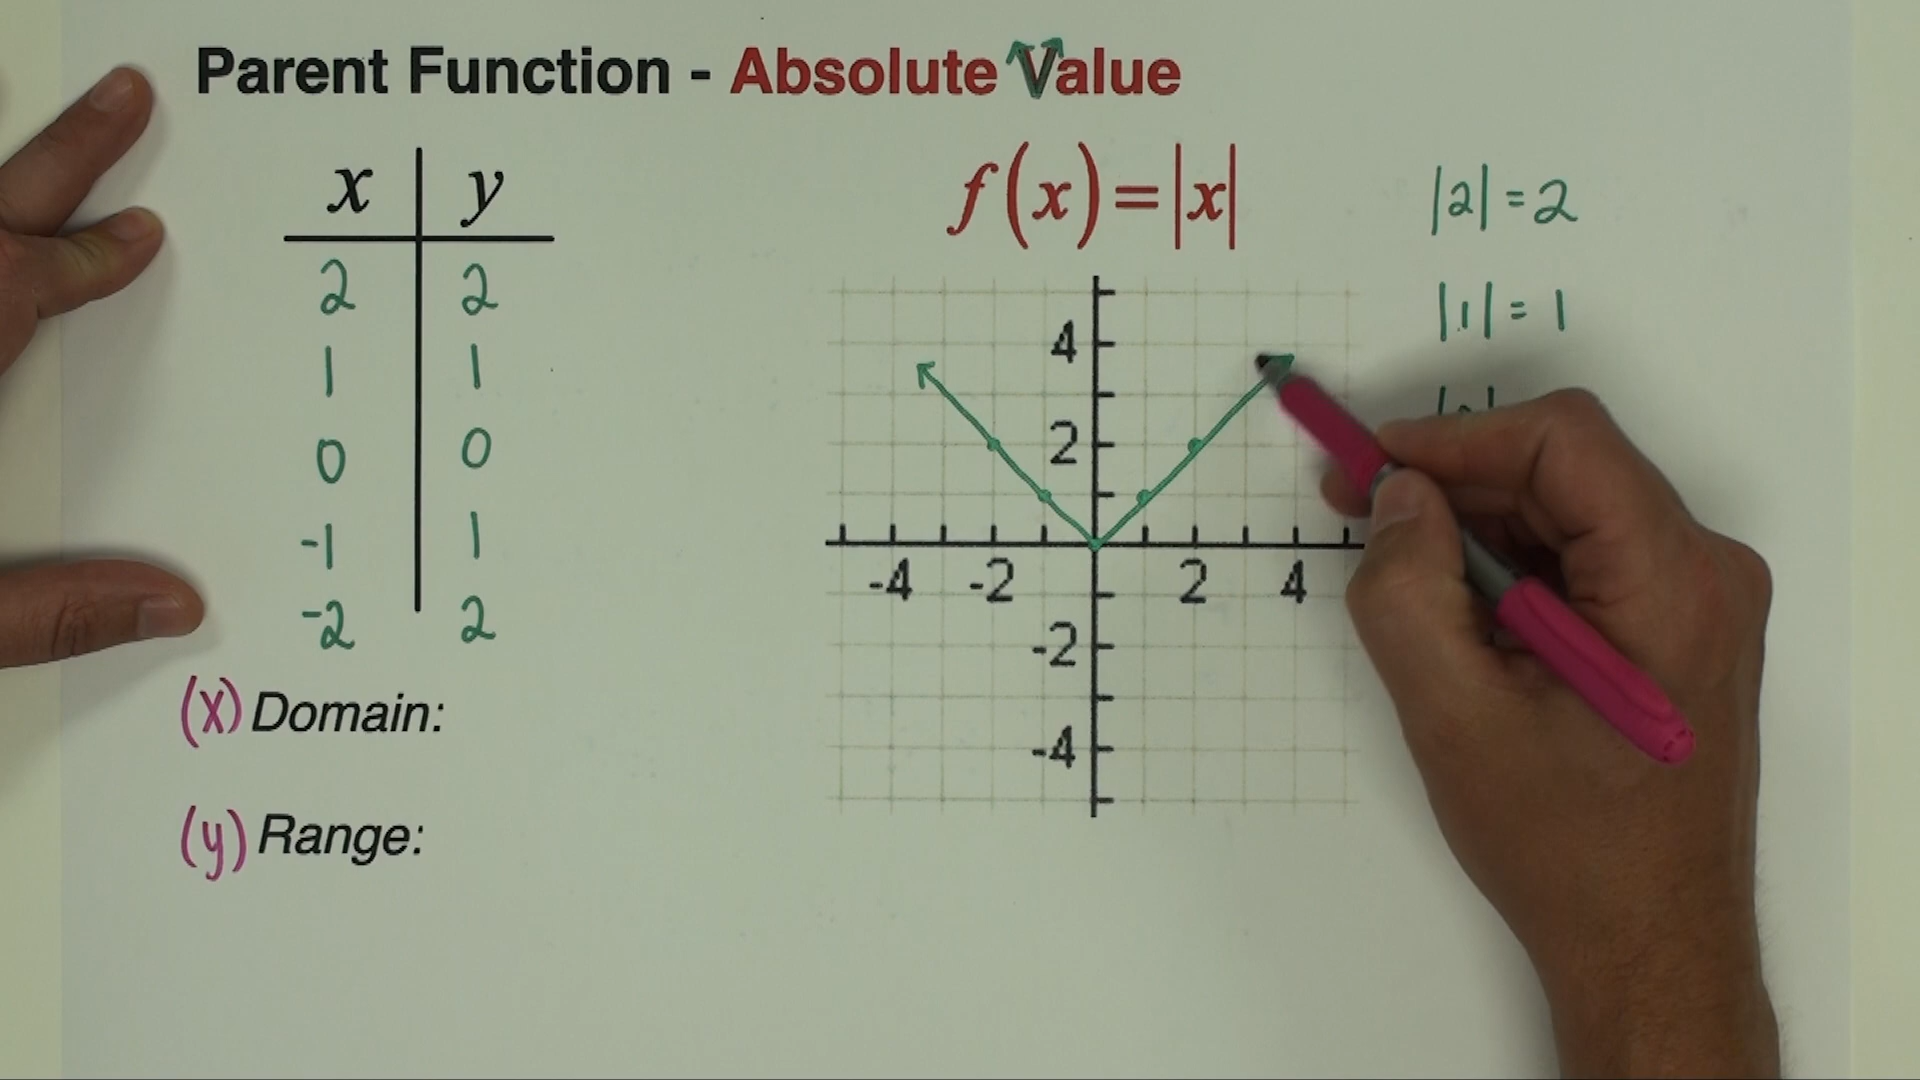 Parent Function - Absolute Value
x y
2 2
1 1
0 0
-1 1
-2 2
(x) Domain:
(y) Range:
f(x)=|x|
4
2
-4 -2 2 4
-2
-4
|2| = 2
|1| = 1